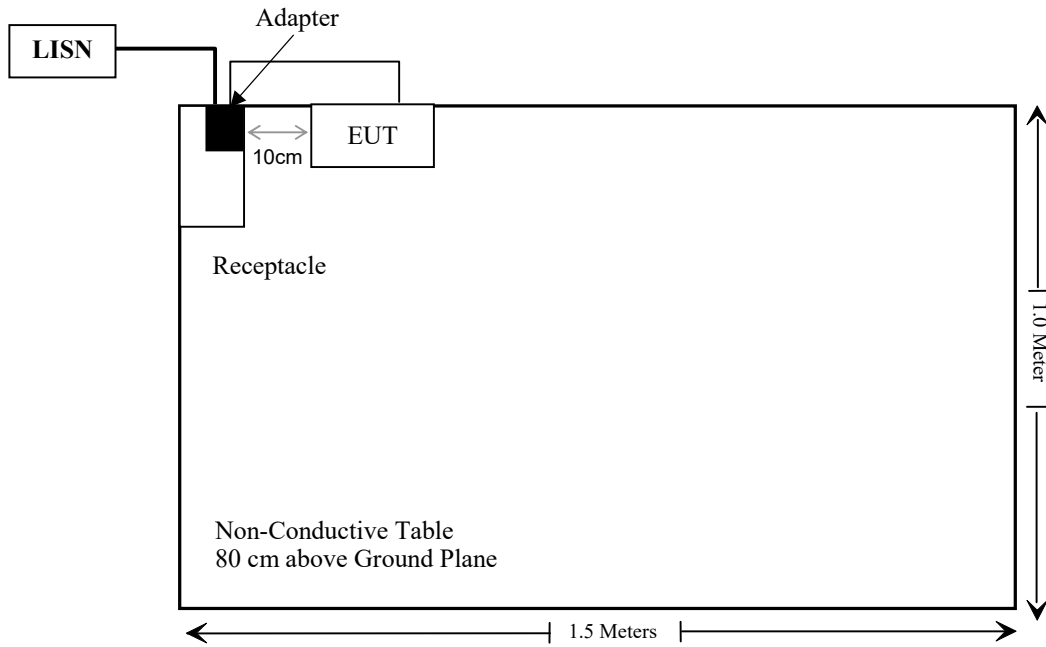 Adapter
LISN
EUT
10cm
Receptacle
1.0 Meter
Non-Conductive Table
80 cm above Ground Plane
1.5 Meters